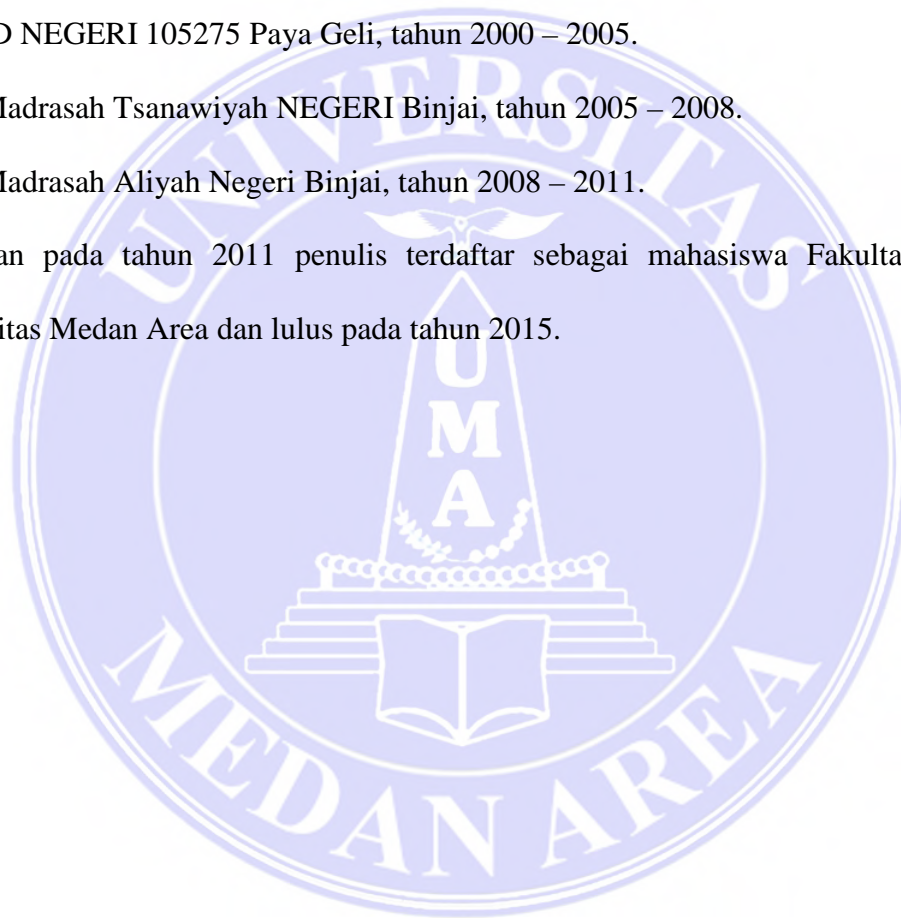 D NEGERI 105275 Paya Geli, tahun 2000 – 2005.
Madrasah Tsanawiyah NEGERI Binjai, tahun 2005 – 2008.
Madrasah Aliyah Negeri Binjai, tahun 2008 – 2011.
an pada tahun 2011 penulis terdaftar sebagai mahasiswa Fakulta
itas Medan Area dan lulus pada tahun 2015.
UNIVERSITAS
U
M
A
MEDAN AREA